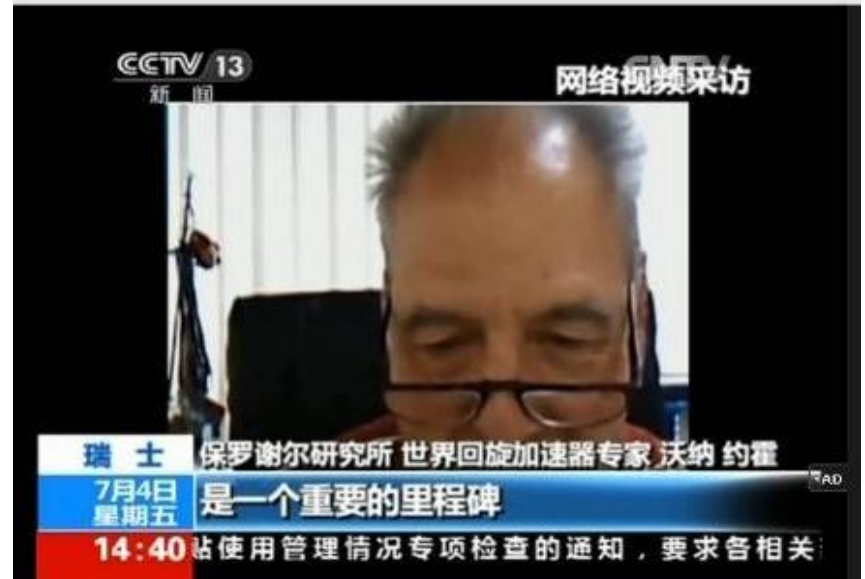 CCTV 13
新闻
CNTV
网络视频采访
瑞士
保罗谢尔研究所 世界回旋加速器专家 沃纳 约霍
7月4日
星期五
是一个重要的里程碑
AD
14:40
贴使用管理情况专项检查的通知，要求各相关